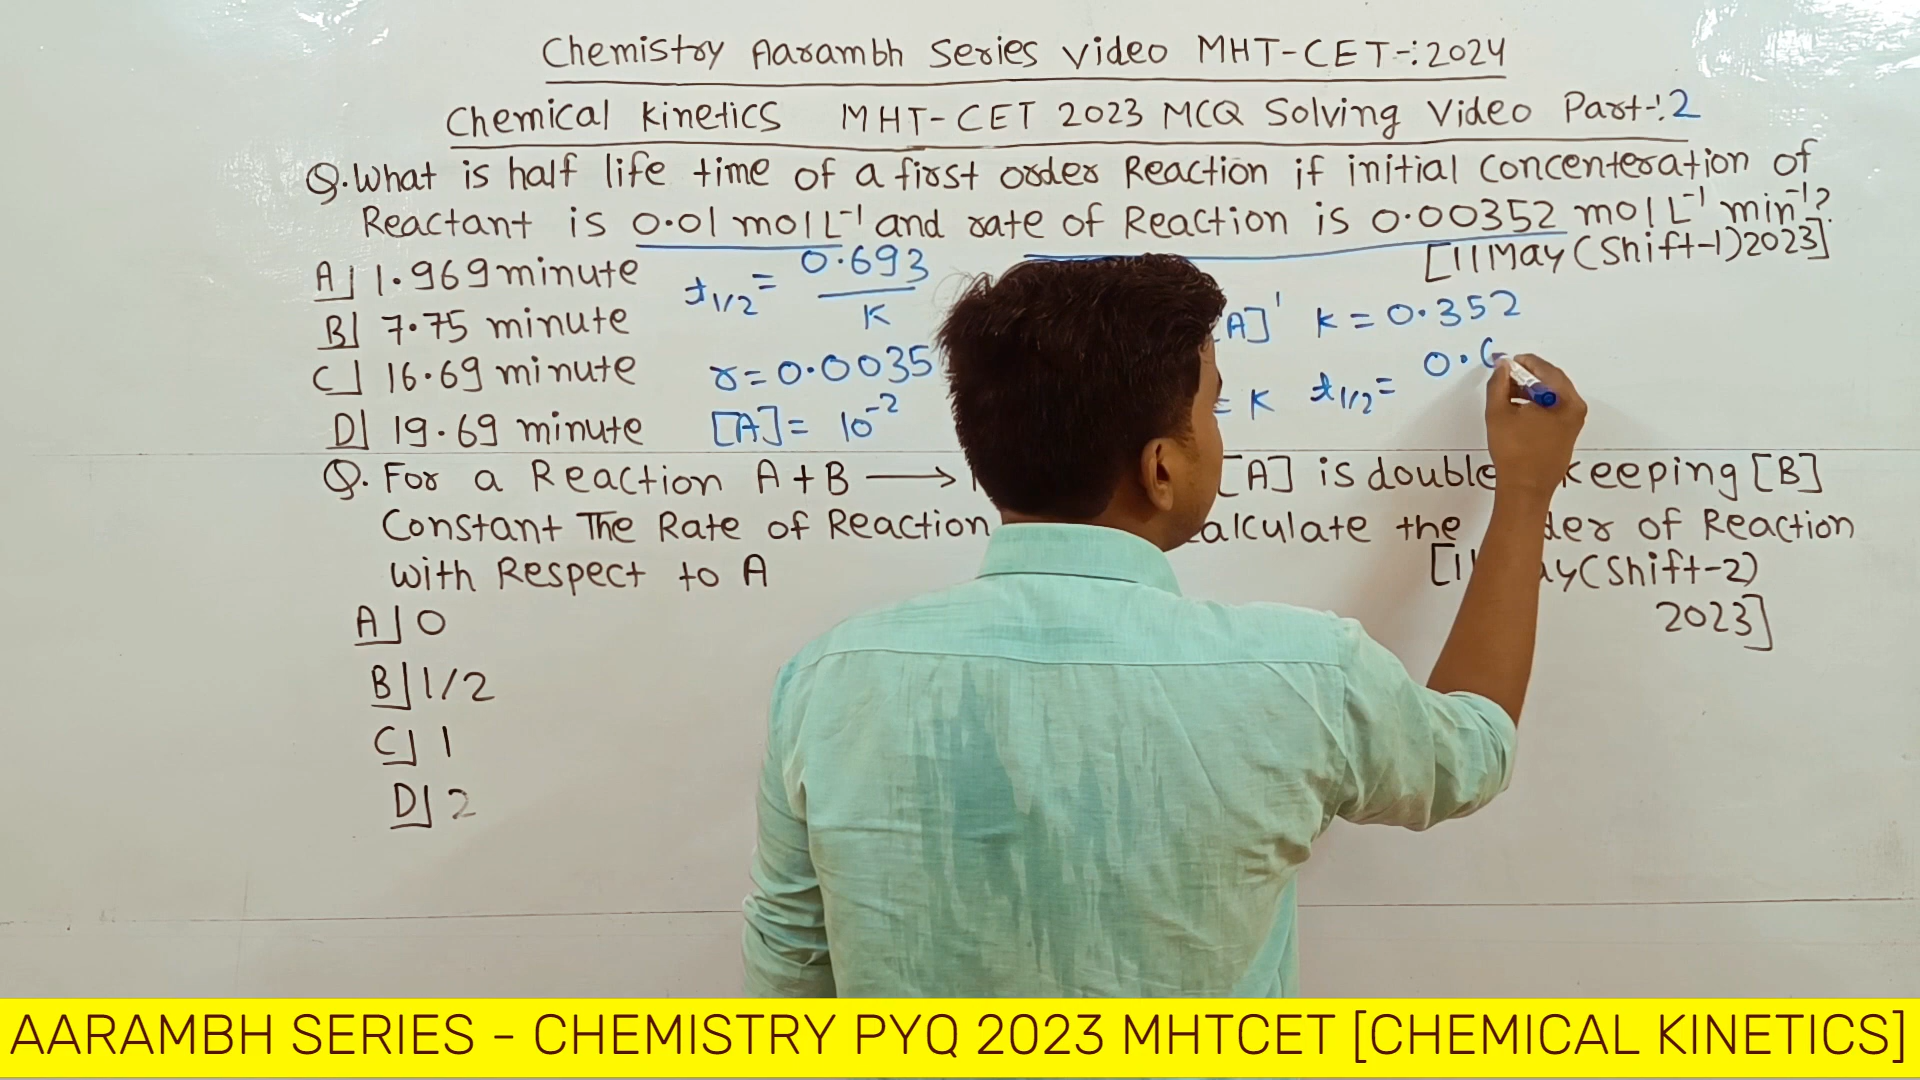 Chemistry Aarambh Series Video MHT-CET-:2024
Chemical Kinetics MHT-CET 2023 MCQ Solving Video Part-:2
Q. What is half life time of a first order Reaction if initial Concenteration of
Reactant is 0.01 mol L⁻¹ and rate of Reaction is 0.00352 mol L⁻¹ min⁻¹?
[11May (Shift-1)2023]
A] 1.969 minute
B] 7.75 minute
C] 16.69 minute
D] 19.69 minute
t1/2 = 0.693
K
r = 0.0035
[A] = 10⁻²
[A]¹ K = 0.352
= K t1/2 = 0.6
Q. For a Reaction A + B ⟶ [A] is double keeping [B]
Constant The Rate of Reaction the of Reaction
With Respect to A
(Shift-2)
2023]
A] 0
B] 1/2
C] 1
D] 2
AARAMBH SERIES - CHEMISTRY PYQ 2023 MHTCET [CHEMICAL KINETICS]